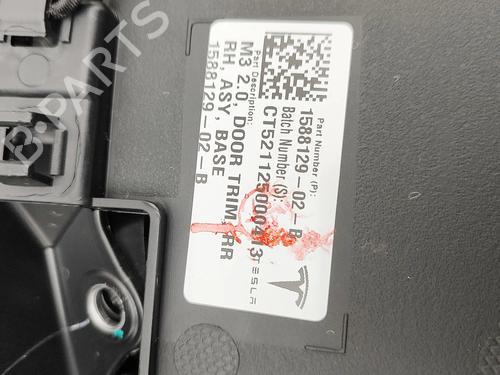 Part Number (P):
1588129-02-B
Batch Number (S):
CT521125000413
Part Description:
M3 2.0, DOOR TRIM, RR
RH, ASY, BASE
1588129-02-B
TESLA
B-PARTS